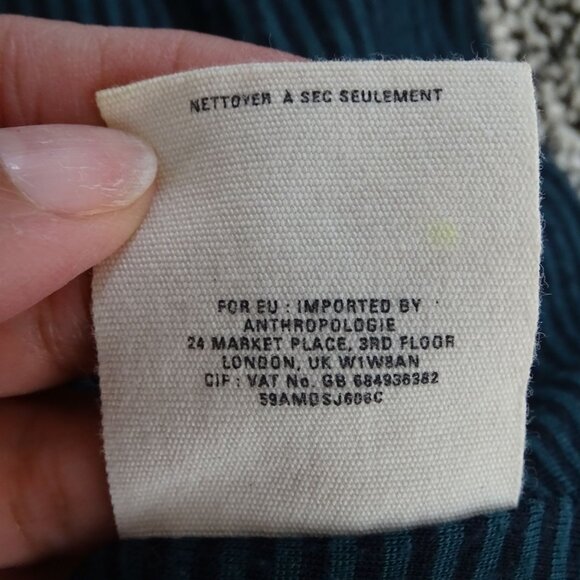 NETTOYER À SEC SEULEMENT
FOR EU : IMPORTED BY
ANTHROPOLOGIE
24 MARKET PLACE, 3RD FLOOR
LONDON, UK W1W8AN
CIF : VAT No. GB 684936382
59AMDSJ606C